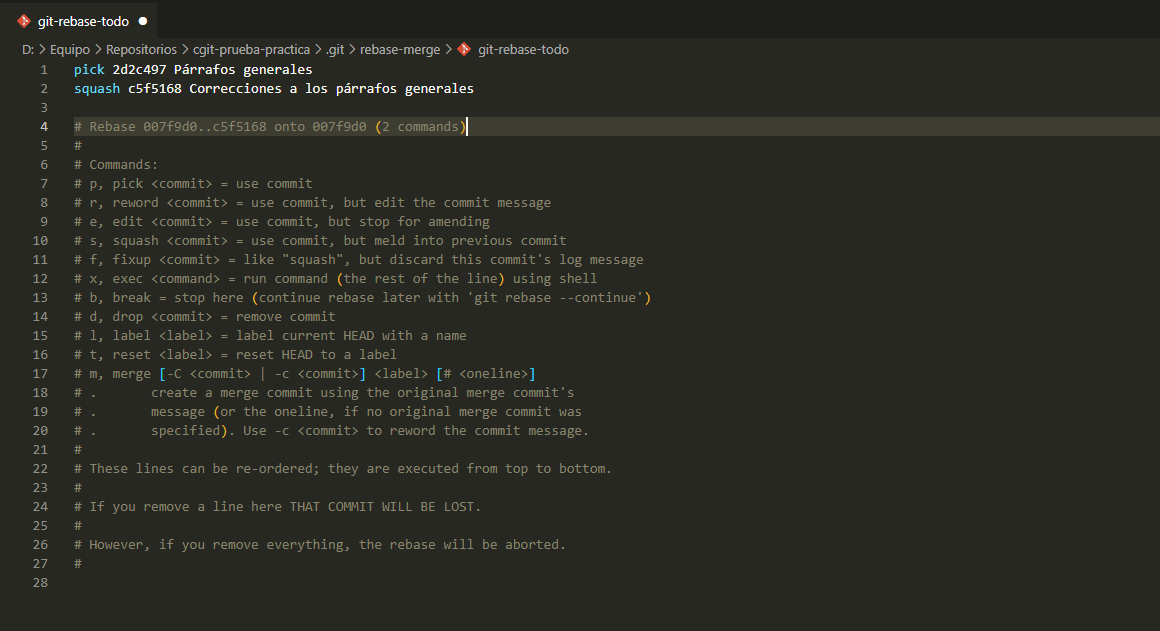 git-rebase-todo
D: > Equipo > Repositorios > cgit-prueba-practica > .git > rebase-merge > git-rebase-todo
1 pick 2d2c497 Párrafos generales
2 squash c5f5168 Correcciones a los párrafos generales
3
4 # Rebase 007f9d0..c5f5168 onto 007f9d0 (2 commands)
5 #
6 # Commands:
7 # p, pick <commit> = use commit
8 # r, reword <commit> = use commit, but edit the commit message
9 # e, edit <commit> = use commit, but stop for amending
10 # s, squash <commit> = use commit, but meld into previous commit
11 # f, fixup <commit> = like "squash", but discard this commit's log message
12 # x, exec <command> = run command (the rest of the line) using shell
13 # b, break = stop here (continue rebase later with 'git rebase --continue')
14 # d, drop <commit> = remove commit
15 # l, label <label> = label current HEAD with a name
16 # t, reset <label> = reset HEAD to a label
17 # m, merge [-C <commit> | -c <commit>] <label> [# <oneline>]
18 # .       create a merge commit using the original merge commit's
19 # .       message (or the oneline, if no original merge commit was
20 # .       specified). Use -c <commit> to reword the commit message.
21 #
22 # These lines can be re-ordered; they are executed from top to bottom.
23 #
24 # If you remove a line here THAT COMMIT WILL BE LOST.
25 #
26 # However, if you remove everything, the rebase will be aborted.
27 #
28